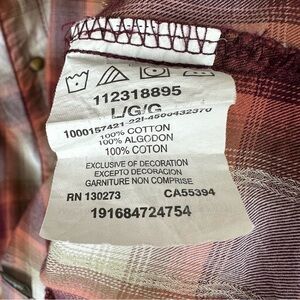 112318895
L/G/G
1000157421-22I-4500432370
100% COTTON
100% ALGODON
100% COTON
EXCLUSIVE OF DECORATION
EXCEPTO DECORACION
GARNITURE NON COMPRISE
RN 130273 CA55394
191684724754